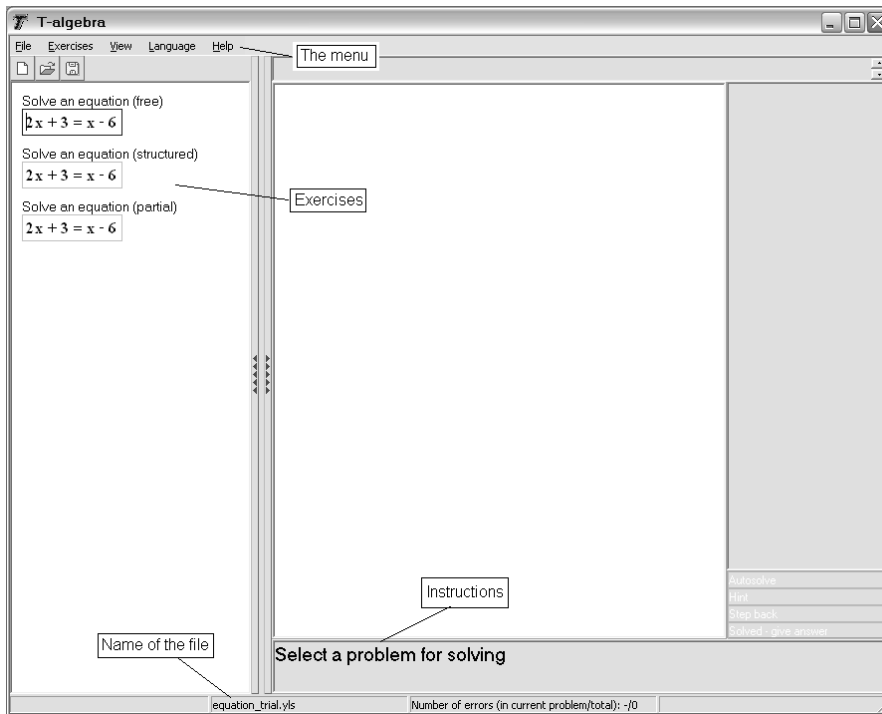 T-algebra
File Exercises View Language Help
The menu
Solve an equation (free)
2x + 3 = x - 6
Solve an equation (structured)
2x + 3 = x - 6
Exercises
Solve an equation (partial)
2x + 3 = x - 6
Autosolve
Hint
Step back
Solved - give answer
Instructions
Name of the file
Select a problem for solving
equation_trial.yls Number of errors (in current problem/total): -/0